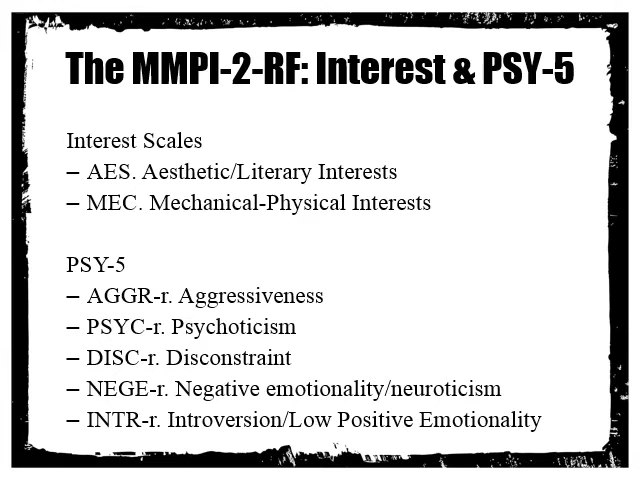 The MMPI-2-RF: Interest & PSY-5
Interest Scales
– AES. Aesthetic/Literary Interests
– MEC. Mechanical-Physical Interests
PSY-5
– AGGR-r. Aggressiveness
– PSYC-r. Psychoticism
– DISC-r. Disconstraint
– NEGE-r. Negative emotionality/neuroticism
– INTR-r. Introversion/Low Positive Emotionality